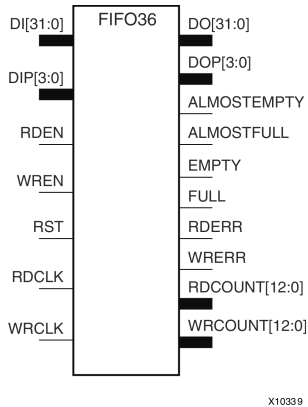 FIFO36
DI[31:0]
DIP[3:0]
RDEN
WREN
RST
RDCLK
WRCLK
DO[31:0]
DOP[3:0]
ALMOSTEMPTY
ALMOSTFULL
EMPTY
FULL
RDERR
WRERR
RDCOUNT[12:0]
WRCOUNT[12:0]
X10339